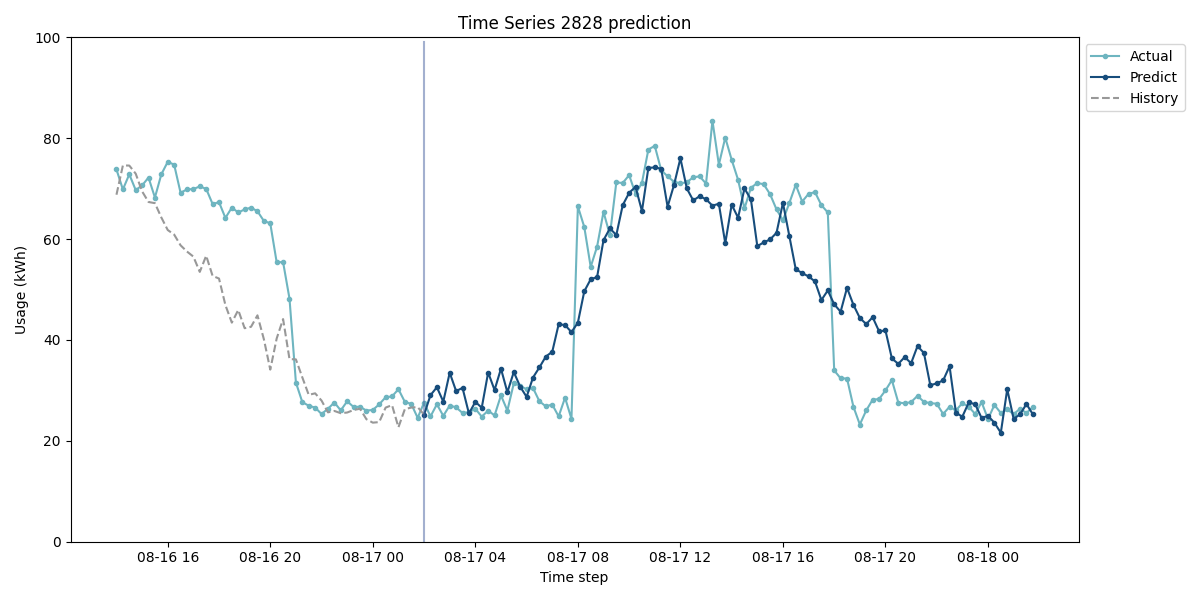 Time Series 2828 prediction
Usage (kWh)
100
80
60
40
20
0
08-16 16
08-16 20
08-17 00
08-17 04
08-17 08
08-17 12
08-17 16
08-17 20
08-18 00
Time step
Actual
Predict
History